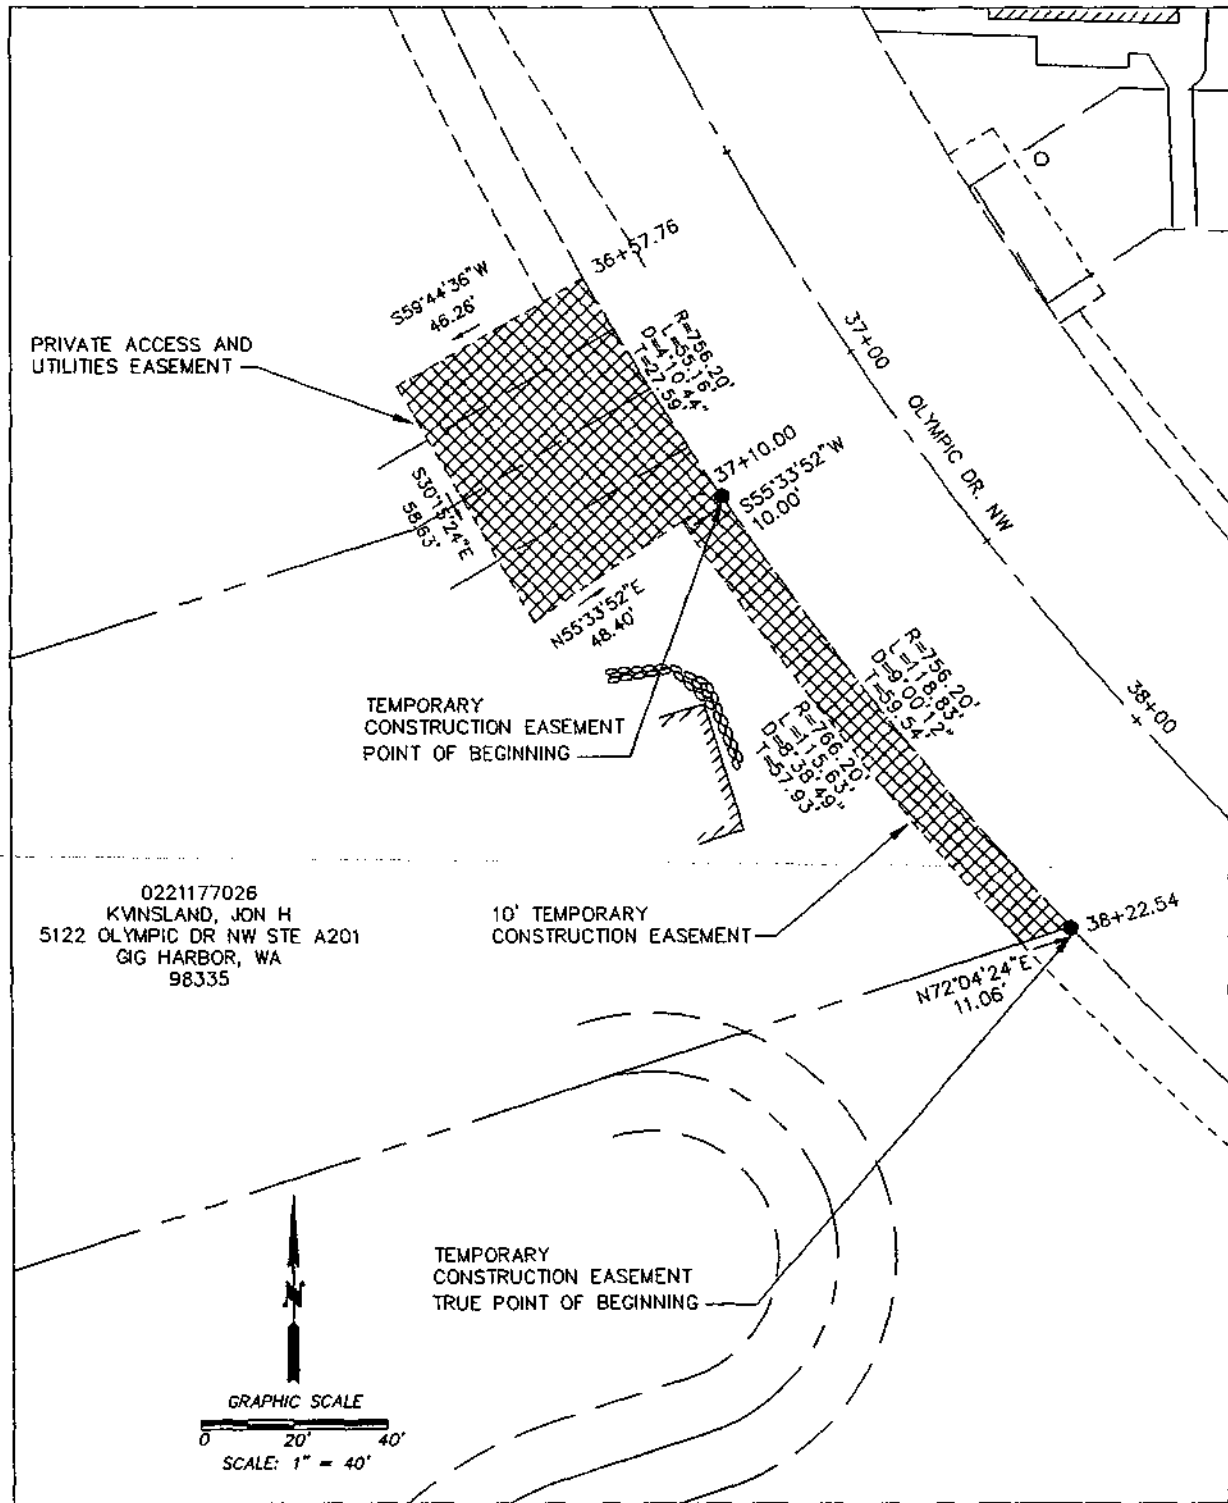 36+57.76
S59°44'36"W
46.26'
PRIVATE ACCESS AND
UTILITIES EASEMENT
R=756.20'
L=55.16'
D=4°10'44"
T=27.59'
37+00
OLYMPIC DR. NW
37+10.00
S55°33'52"W
10.00'
S30°15'24"E
58.63'
N55°33'52"E
48.40'
TEMPORARY
CONSTRUCTION EASEMENT
POINT OF BEGINNING
R=756.20'
L=118.83'
D=9°00'12"
T=59.54'
R=766.20'
L=115.63'
D=8°38'49"
T=57.93'
38+00
0221177026
KVINSLAND, JON H
5122 OLYMPIC DR NW STE A201
GIG HARBOR, WA
98335
10' TEMPORARY
CONSTRUCTION EASEMENT
38+22.54
N72°04'24"E
11.06'
TEMPORARY
CONSTRUCTION EASEMENT
TRUE POINT OF BEGINNING
N
GRAPHIC SCALE
0 20' 40'
SCALE: 1" = 40'